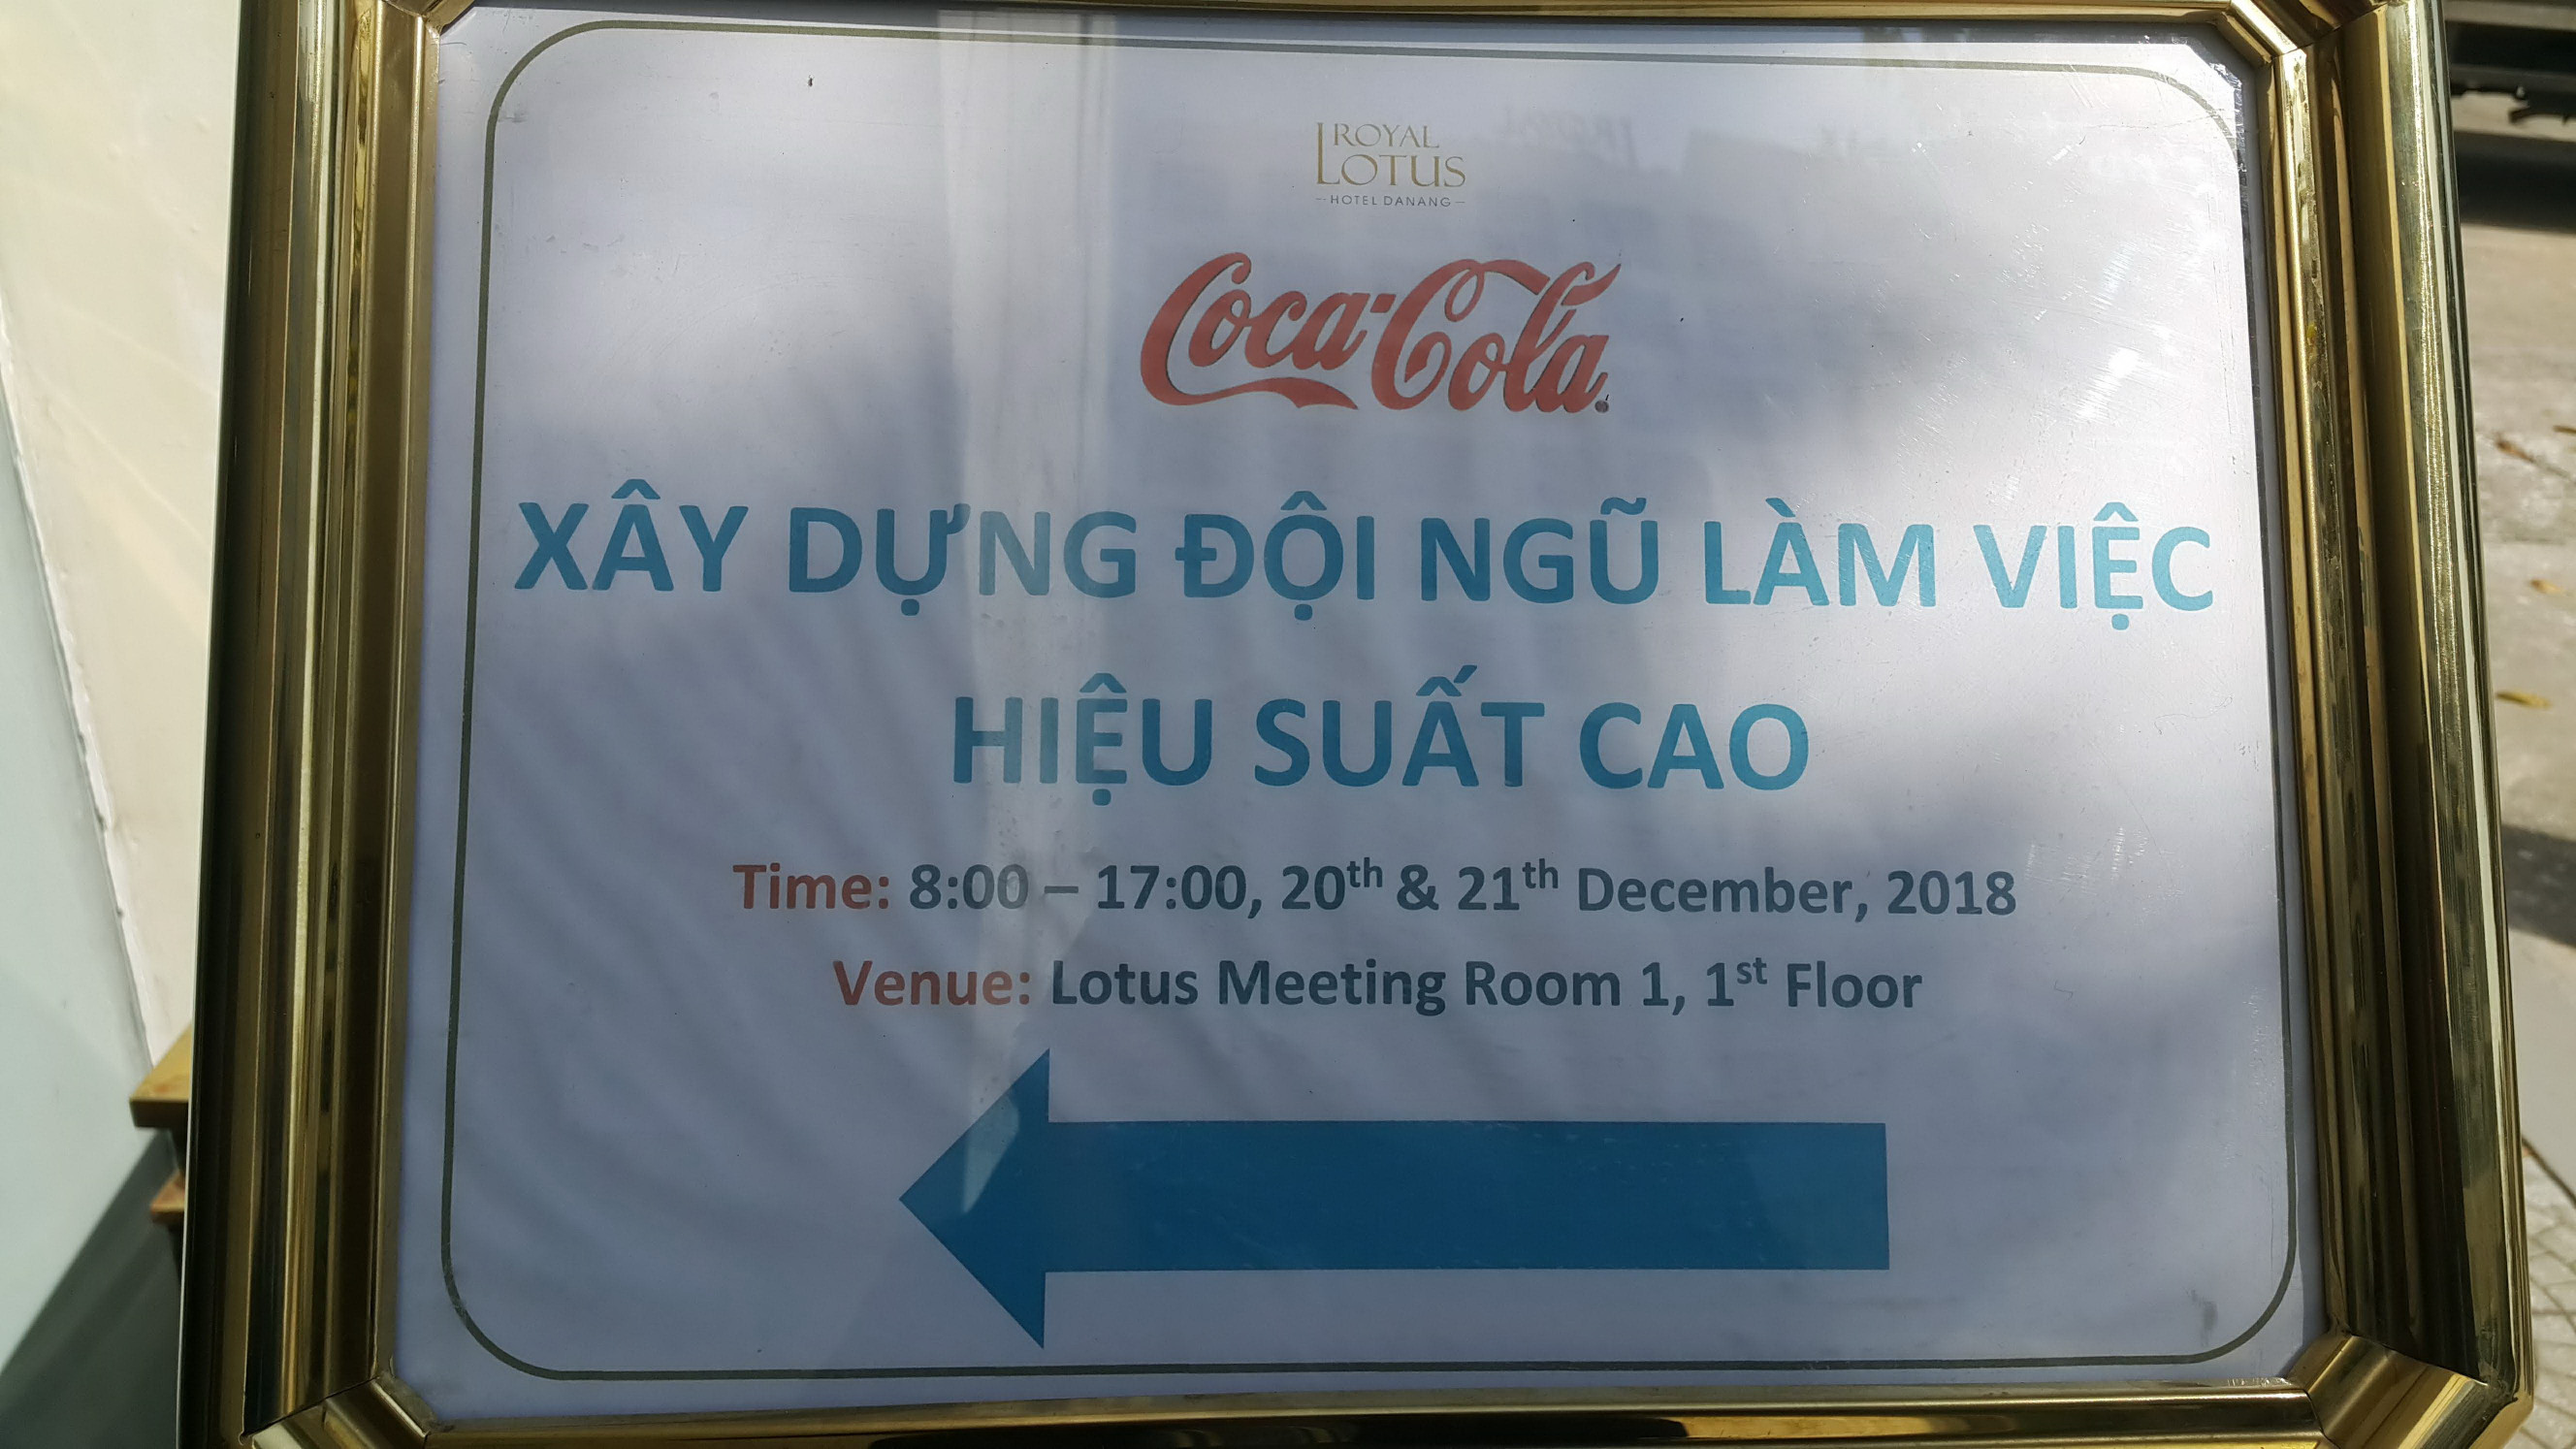 ROYAL
LOTUS
HOTEL DANANG
Coca-Cola
XÂY DỰNG ĐỘI NGŨ LÀM VIỆC
HIỆU SUẤT CAO
Time: 8:00 – 17:00, 20th & 21th December, 2018
Venue: Lotus Meeting Room 1, 1st Floor